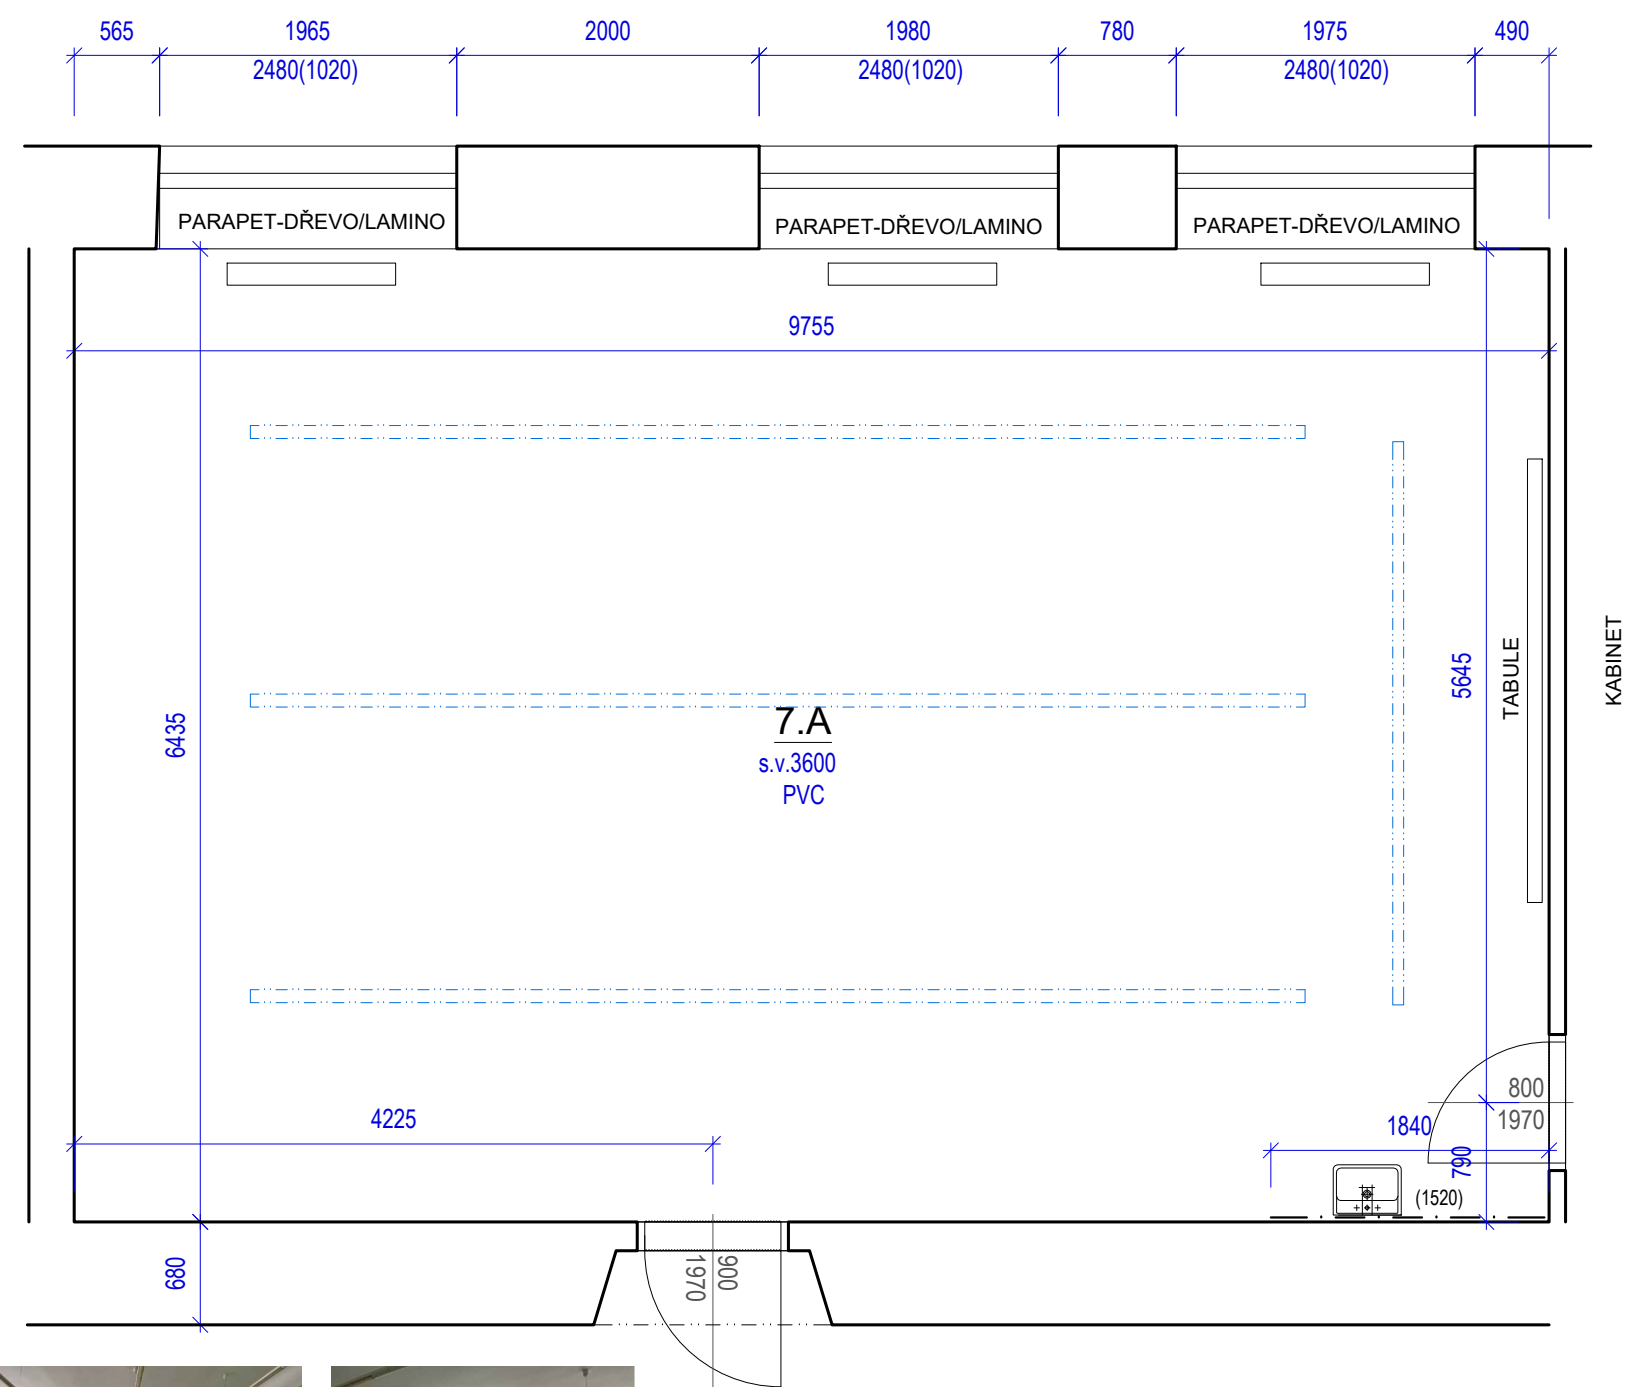 565 1965 2000 1980 780 1975 490
2480(1020) 2480(1020) 2480(1020)
PARAPET-DŘEVO/LAMINO PARAPET-DŘEVO/LAMINO PARAPET-DŘEVO/LAMINO
9755
6435
7.A
s.v.3600
PVC
5645
TABULE
KABINET
4225
800
1970
1840
790
(1520)
680
900
1970